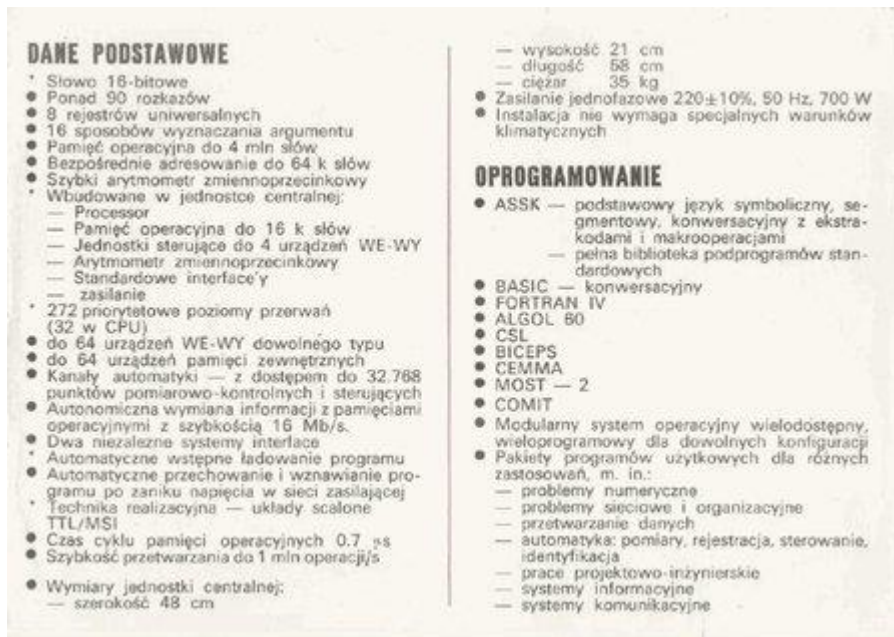 DANE PODSTAWOWE
• Słowo 16-bitowe
● Ponad 90 rozkazów
● 8 rejestrów uniwersalnych
● 16 sposobów wyznaczania argumentu
● Pamięć operacyjna do 4 mln słów
● Bezpośrednie adresowanie do 64 k słów
● Szybki arytmometr zmiennoprzecinkowy
• Wbudowane w jednostce centralnej:
— Processor
— Pamięć operacyjna do 16 k słów
— Jednostki sterujące do 4 urządzeń WE-WY
— Arytmometr zmiennoprzecinkowy
— Standardowe interface'y
— zasilanie
• 272 priorytetowe poziomy przerwań
(32 w CPU)
● do 64 urządzeń WE-WY dowolnego typu
● do 64 urządzeń pamięci zewnętrznych
● Kanały automatyki — z dostępem do 32.768
punktów pomiarowo-kontrolnych i sterujących
● Autonomiczna wymiana informacji z pamięciami
operacyjnymi z szybkością 16 Mb/s.
● Dwa niezależne systemy interface
• Automatyczne wstępne ładowanie programu
● Automatyczne przechowanie i wznawianie pro-
gramu po zaniku napięcia w sieci zasilającej
• Technika realizacyjna — układy scalone
TTL/MSI
● Czas cyklu pamięci operacyjnych 0.7 μs
● Szybkość przetwarzania do 1 mln operacji/s
● Wymiary jednostki centralnej:
— szerokość 48 cm
— wysokość 21 cm
— długość 58 cm
— ciężar 35 kg
● Zasilanie jednofazowe 220±10%, 50 Hz, 700 W
● Instalacja nie wymaga specjalnych warunków
klimatycznych
OPROGRAMOWANIE
● ASSK — podstawowy język symboliczny, se-
gmentowy, konwersacyjny z ekstra-
kodami i makrooperacjami
— pełna biblioteka podprogramów stan-
dardowych
● BASIC — konwersacyjny
● FORTRAN IV
● ALGOL 60
● CSL
● BICEPS
● CEMMA
● MOST — 2
● COMIT
● Modularny system operacyjny wielodostępny,
wieloprogramowy dla dowolnych konfiguracji
● Pakiety programów użytkowych dla różnych
zastosowań, m. in.:
— problemy numeryczne
— problemy sieciowe i organizacyjne
— przetwarzanie danych
— automatyka: pomiary, rejestracja, sterowanie,
identyfikacja
— prace projektowo-inżynierskie
— systemy informacyjne
— systemy komunikacyjne